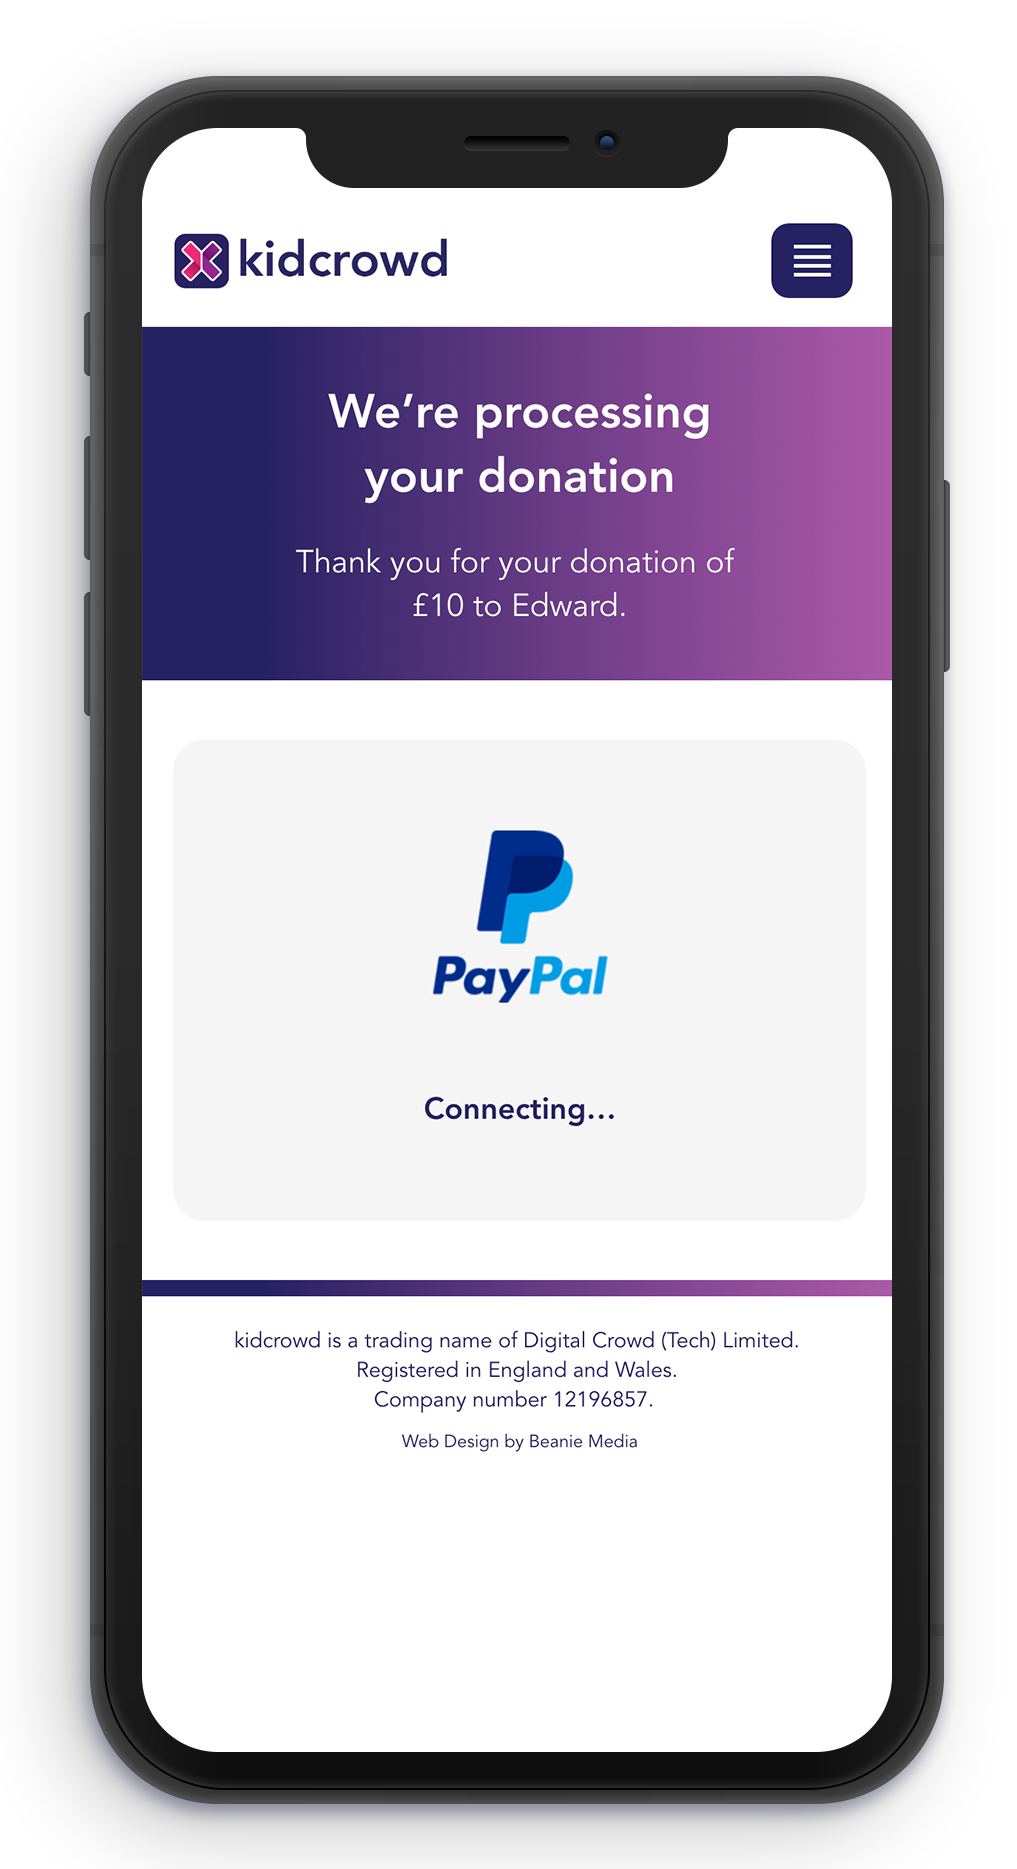 kidcrowd
We’re processing
your donation
Thank you for your donation of
£10 to Edward.
PayPal
Connecting...
kidcrowd is a trading name of Digital Crowd (Tech) Limited.
Registered in England and Wales.
Company number 12196857.
Web Design by Beanie Media